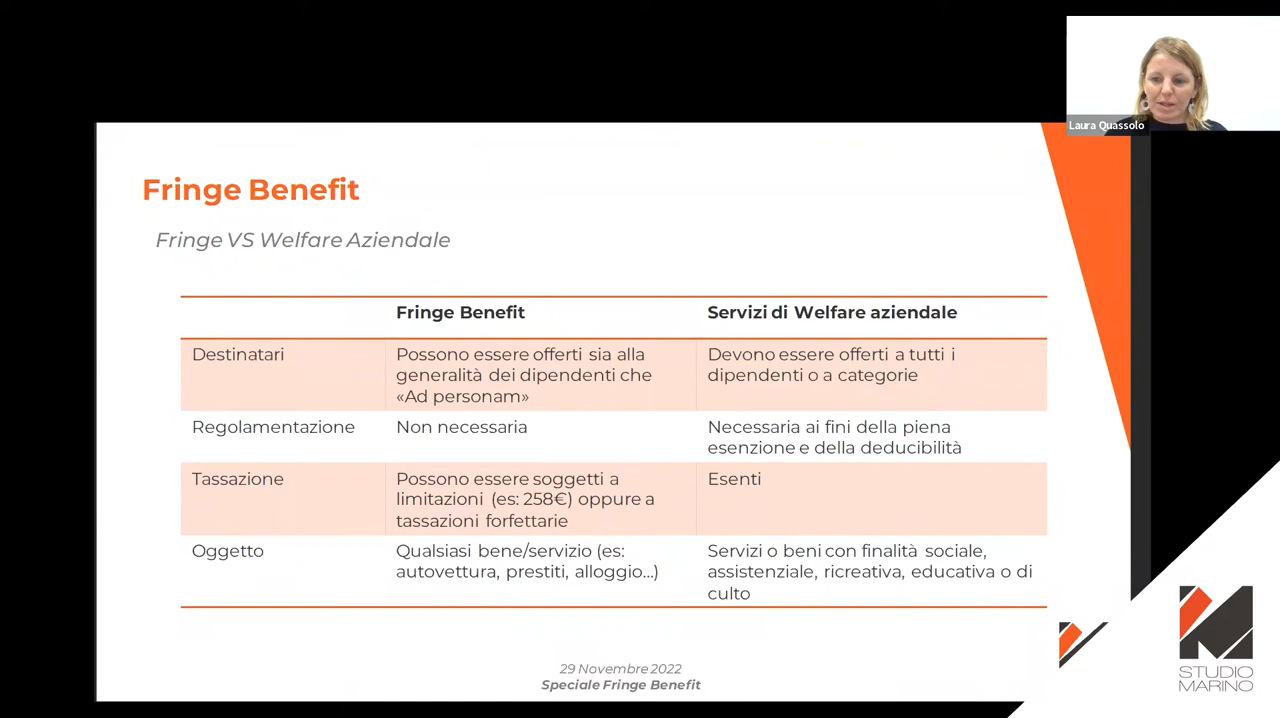 Laura Quassolo
Fringe Benefit
Fringe VS Welfare Aziendale
Fringe Benefit
Servizi di Welfare aziendale
Destinatari
Possono essere offerti sia alla
generalità dei dipendenti che
«Ad personam»
Devono essere offerti a tutti i
dipendenti o a categorie
Regolamentazione
Non necessaria
Necessaria ai fini della piena
esenzione e della deducibilità
Tassazione
Possono essere soggetti a
limitazioni (es: 258€) oppure a
tassazioni forfettarie
Esenti
Oggetto
Qualsiasi bene/servizio (es:
autovettura, prestiti, alloggio...)
Servizi o beni con finalità sociale,
assistenziale, ricreativa, educativa o di
culto
29 Novembre 2022
Speciale Fringe Benefit
STUDIO
MARINO